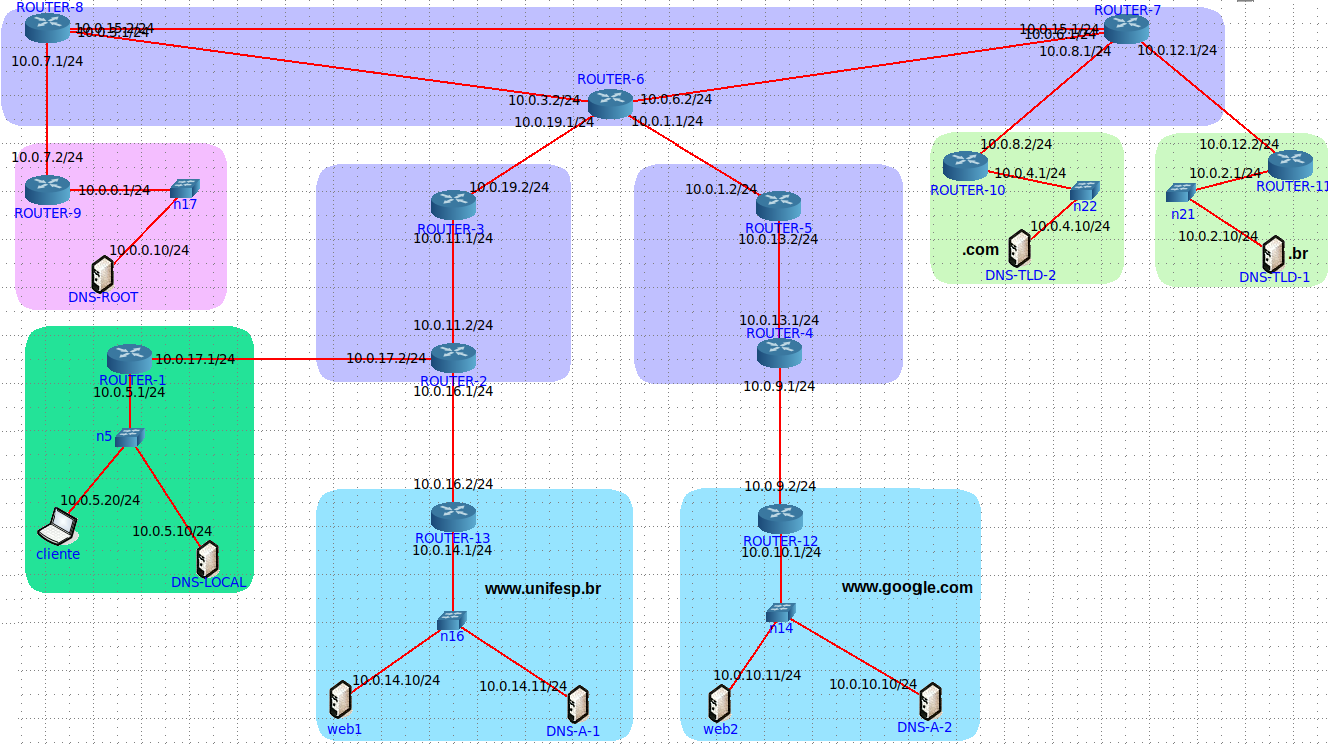 ROUTER-8
ROUTER-7
10.0.15.2/24
10.0.3.1/24
10.0.15.1/24
10.0.6.1/24
10.0.8.1/24
10.0.12.1/24
10.0.7.1/24
ROUTER-6
10.0.3.2/24
10.0.6.2/24
10.0.19.1/24
10.0.1.1/24
10.0.7.2/24
10.0.0.1/24
n17
ROUTER-9
10.0.0.10/24
DNS-ROOT
10.0.19.2/24
ROUTER-3
10.0.11.1/24
10.0.11.2/24
10.0.1.2/24
ROUTER-5
10.0.13.2/24
10.0.13.1/24
ROUTER-4
10.0.9.1/24
10.0.8.2/24
10.0.4.1/24
ROUTER-10
n22
10.0.4.10/24
.com
DNS-TLD-2
10.0.12.2/24
10.0.2.1/24
ROUTER-11
n21
10.0.2.10/24
.br
DNS-TLD-1
10.0.17.1/24
10.0.17.2/24
ROUTER-1
10.0.5.1/24
n5
10.0.5.20/24
cliente
10.0.5.10/24
DNS-LOCAL
ROUTER-2
10.0.16.1/24
10.0.16.2/24
ROUTER-13
10.0.14.1/24
www.unifesp.br
n16
10.0.14.10/24
10.0.14.11/24
web1
DNS-A-1
10.0.9.2/24
ROUTER-12
10.0.10.1/24
www.google.com
n14
10.0.10.11/24
10.0.10.10/24
web2
DNS-A-2